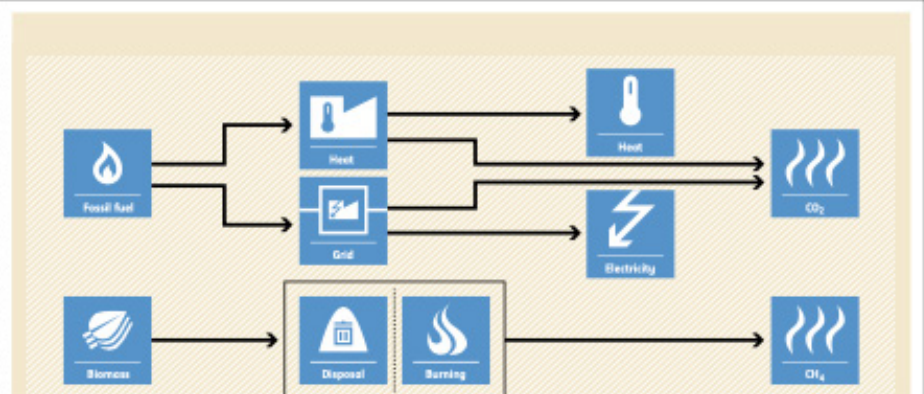 Heat
Heat
Fossil fuel
CO₂
Grid
Electricity
Biomass
Disposal
Burning
CH₄